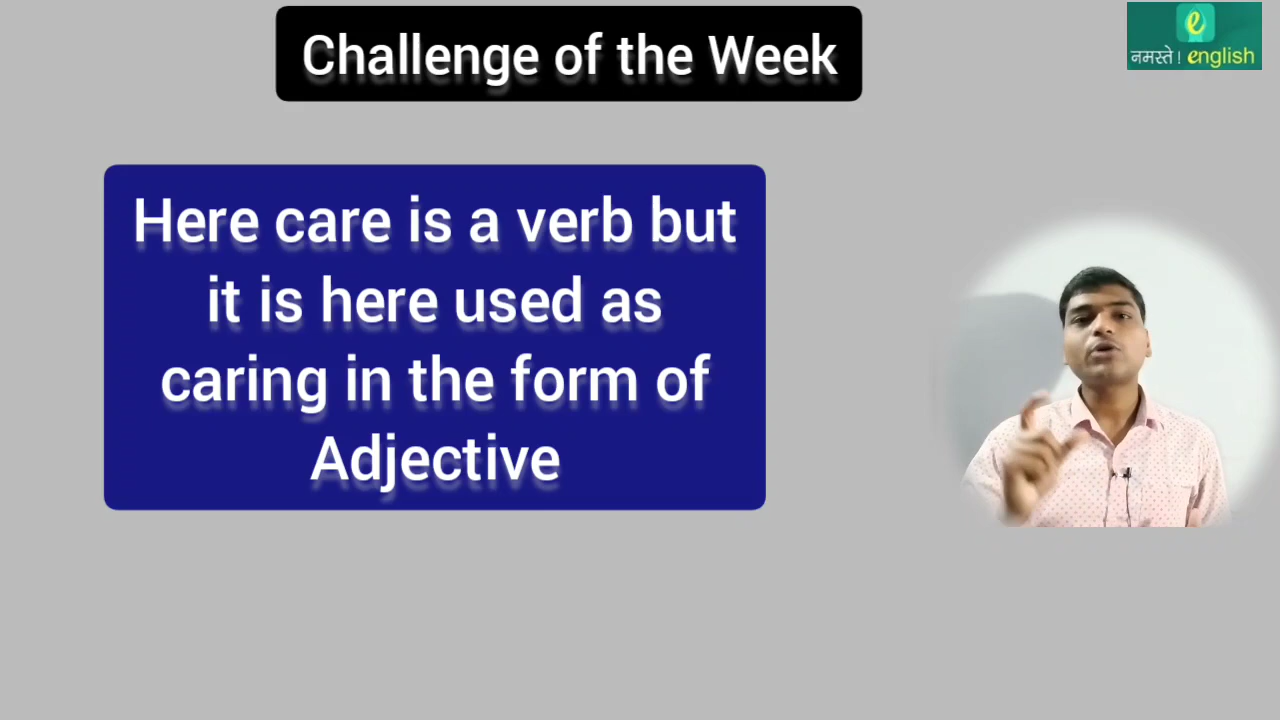 Challenge of the Week
e
नमस्ते ! english
Here care is a verb but
it is here used as
caring in the form of
Adjective